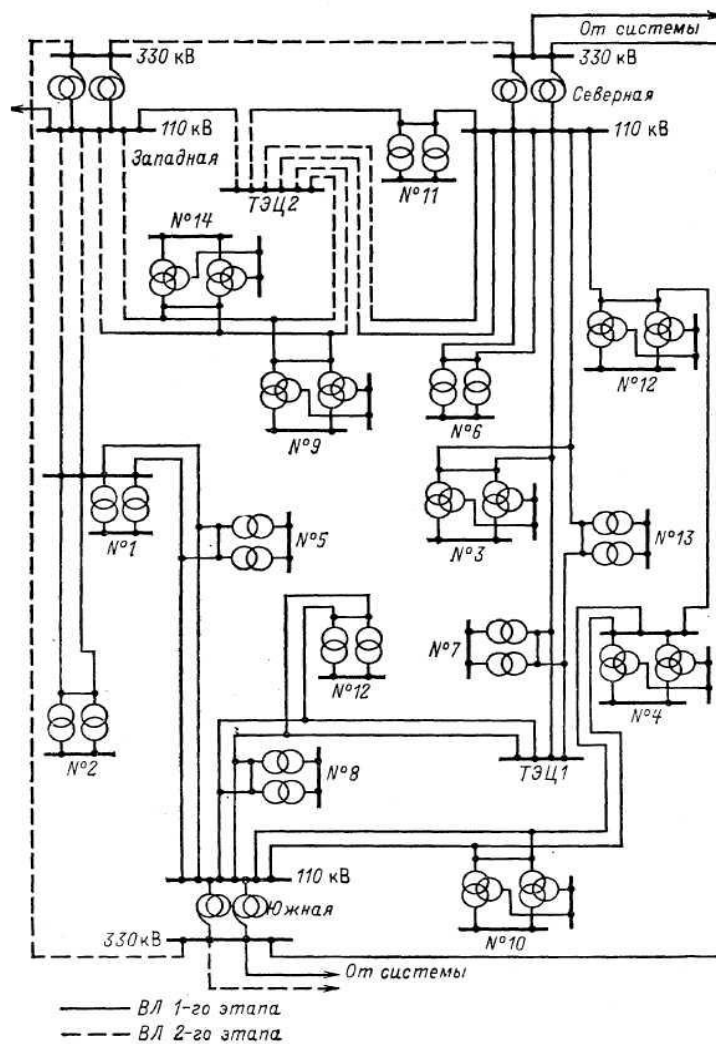 От системы
330 кВ
330 кВ
Северная
110 кВ
110 кВ
Западная
ТЭЦ2
№11
№14
№12
№9
№6
№1
№5
№3
№13
№12
№7
№4
№2
№8
ТЭЦ1
110 кВ
Южная
330 кВ
№10
От системы
ВЛ 1-го этапа
ВЛ 2-го этапа